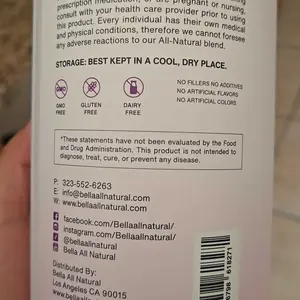 prescription medication, or are pregnant or nursing,
consult with your health care provider prior to using
this product. Every individual has their own medical
and physical conditions, therefore we cannot foresee
any adverse reactions to our All-Natural blend.
STORAGE: BEST KEPT IN A COOL, DRY PLACE.
GMO
FREE
GLUTEN
FREE
DAIRY
FREE
NO FILLERS NO ADDITIVES
NO ARTIFICIAL FLAVORS
NO ARTIFICIAL COLORS
*These statements have not been evaluated by the Food
and Drug Administration. This product is not intended to
diagnose, treat, cure, or prevent any disease.
P: 323-552-6263
E: info@bellaallnatural.com
W: www.bellaallnatural.com
facebook.com/Bellaallnatural/
instagram.com/Bellaallnatural/
@bellaallnatural
Bella All Natural
Distributed By:
Bella All Natural
Los Angeles CA 90015